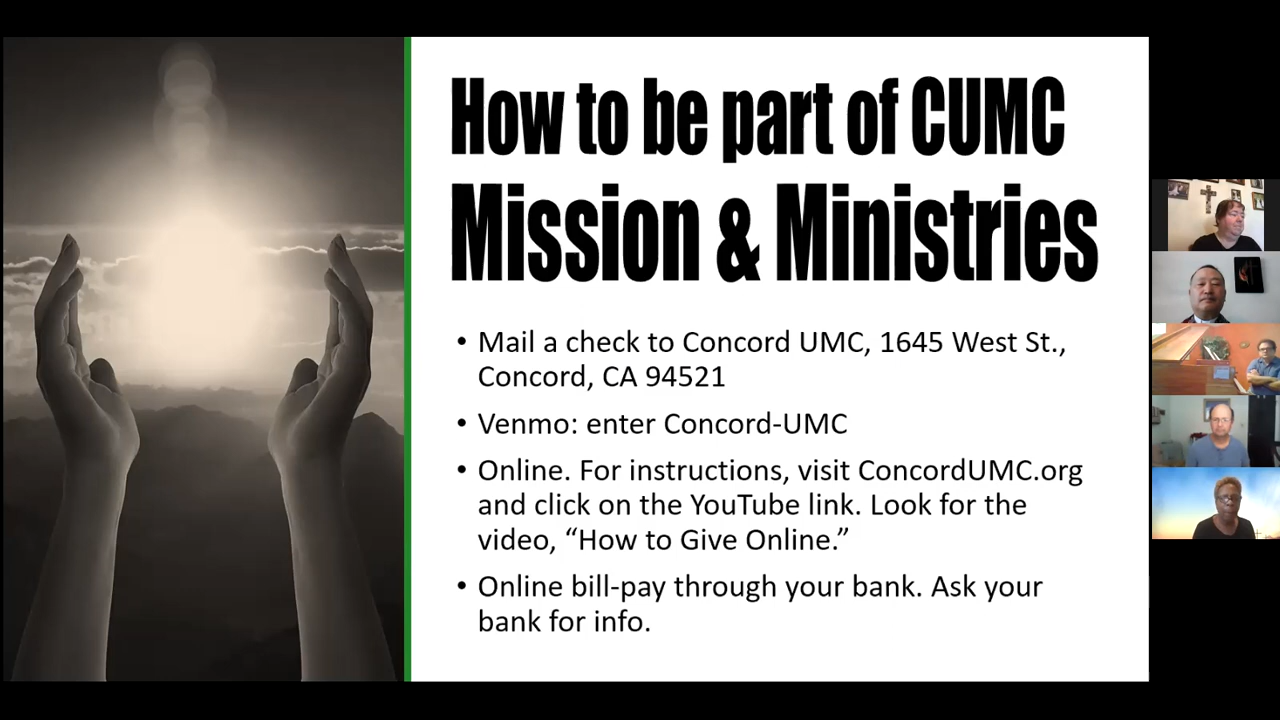 How to be part of CUMC
Mission & Ministries
• Mail a check to Concord UMC, 1645 West St.,
Concord, CA 94521
• Venmo: enter Concord-UMC
• Online. For instructions, visit ConcordUMC.org
and click on the YouTube link. Look for the
video, “How to Give Online.”
• Online bill-pay through your bank. Ask your
bank for info.